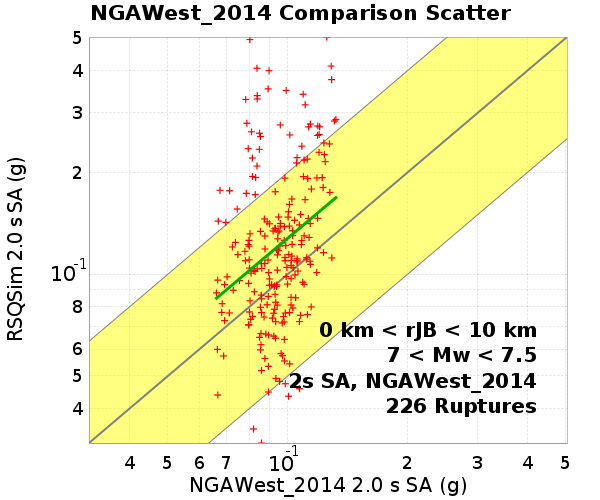 NGAWest_2014 Comparison Scatter
5
4
3
2
10⁻¹
8
6
5
4
RSQSim 2.0 s SA (g)
0 km < rJB < 10 km
7 < Mw < 7.5
2s SA, NGAWest_2014
226 Ruptures
4 5 6 7 10⁻¹ 2 3 4 5
NGAWest_2014 2.0 s SA (g)